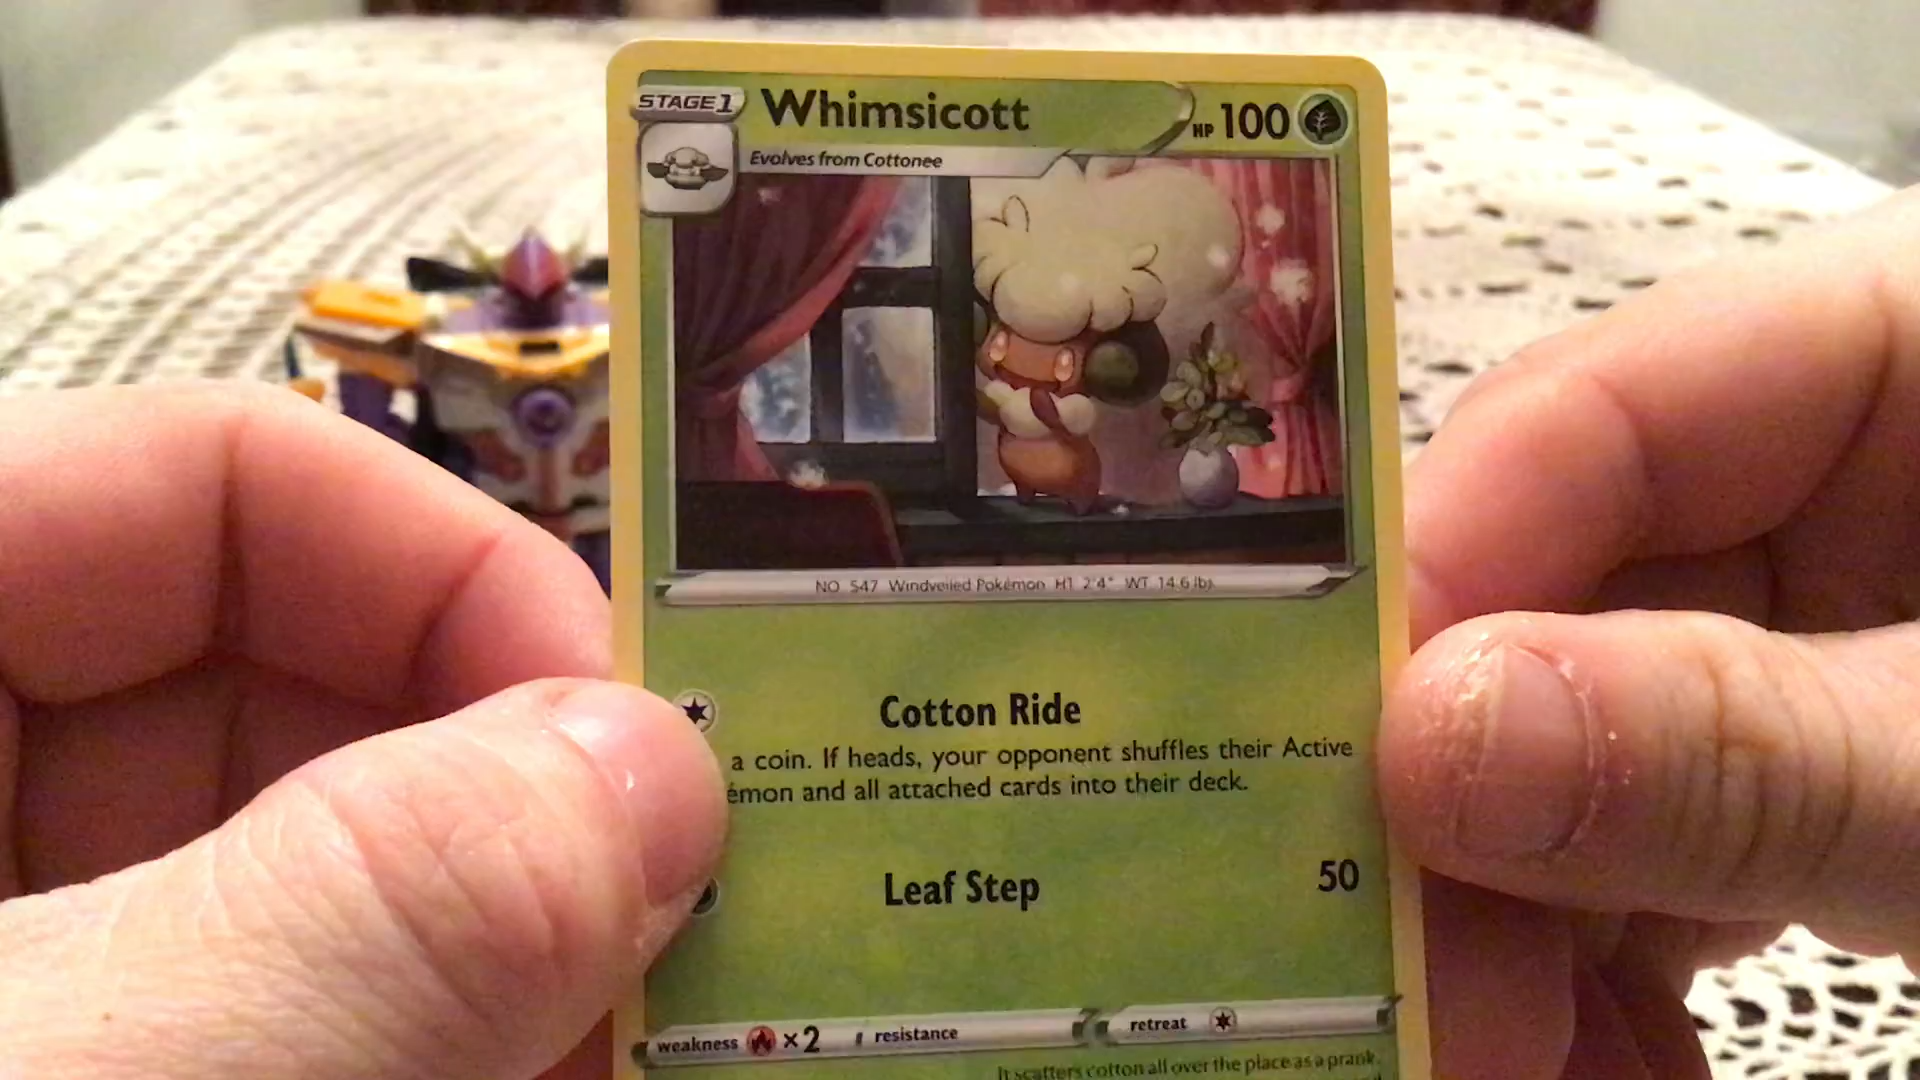 STAGE 1 Whimsicott HP 100
Evolves from Cottonee
NO. 547 Windveiled Pokémon HT 2'4" WT 14.6 lbs.
Cotton Ride
a coin. If heads, your opponent shuffles their Active
émon and all attached cards into their deck.
Leaf Step 50
weakness ×2 resistance retreat
It scatters cotton all over the place as a prank.